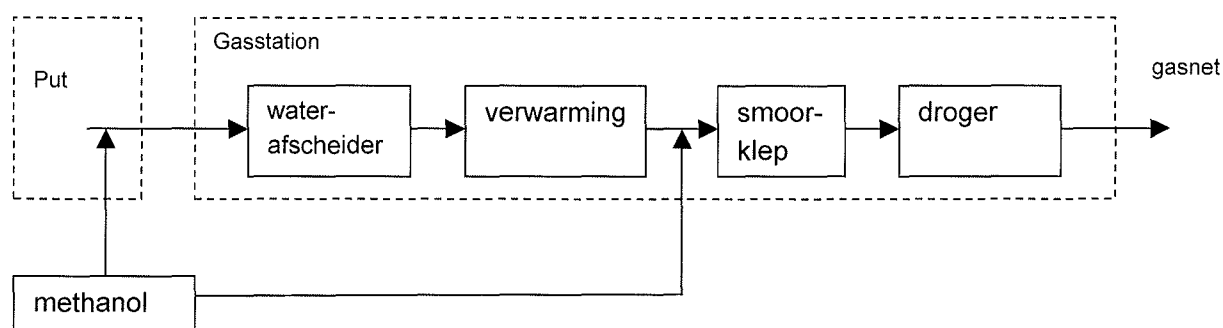 Gasstation
Put
gasnet
water-
afscheider
verwarming
smoor-
klep
droger
methanol